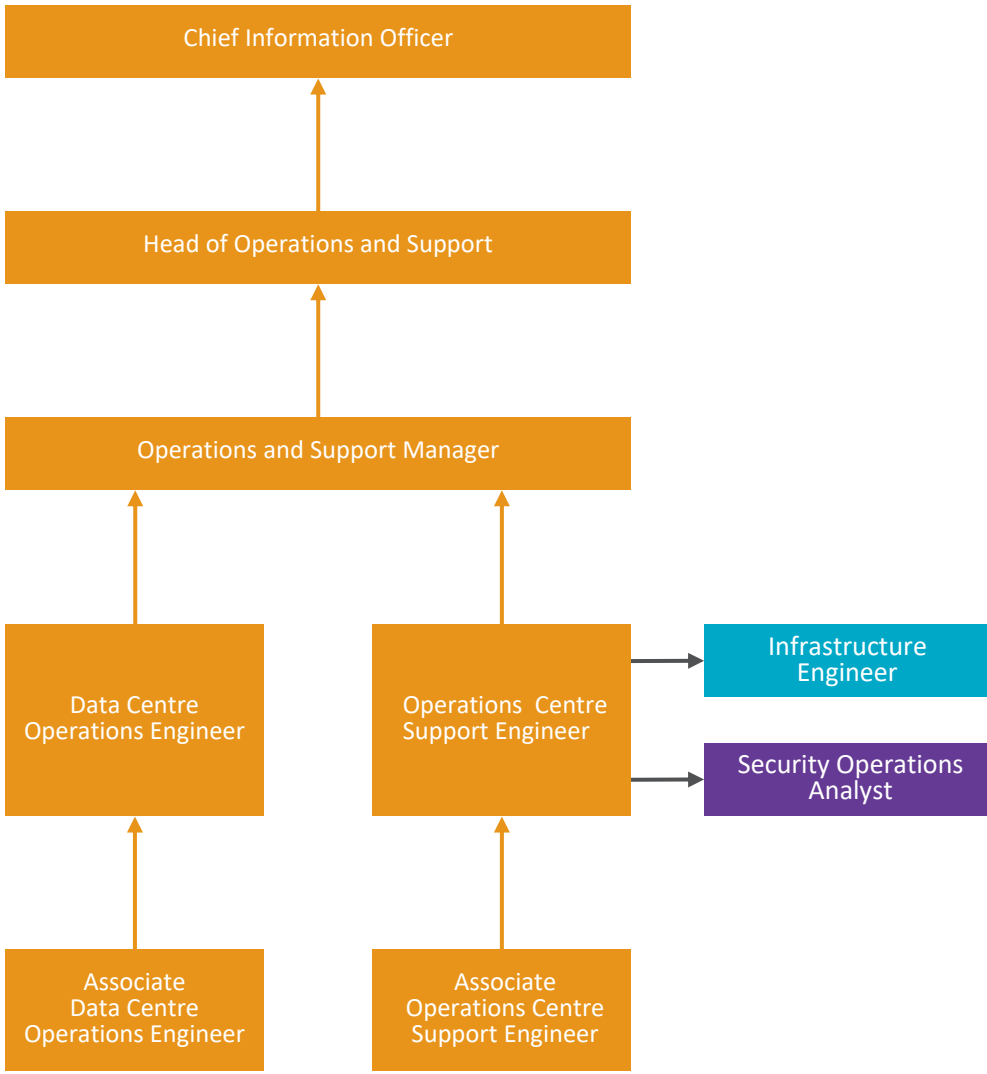 Chief Information Officer
Head of Operations and Support
Operations and Support Manager
Data Centre
Operations Engineer
Operations  Centre
Support Engineer
Infrastructure
Engineer
Security Operations
Analyst
Associate
Data Centre
Operations Engineer
Associate
Operations Centre
Support Engineer